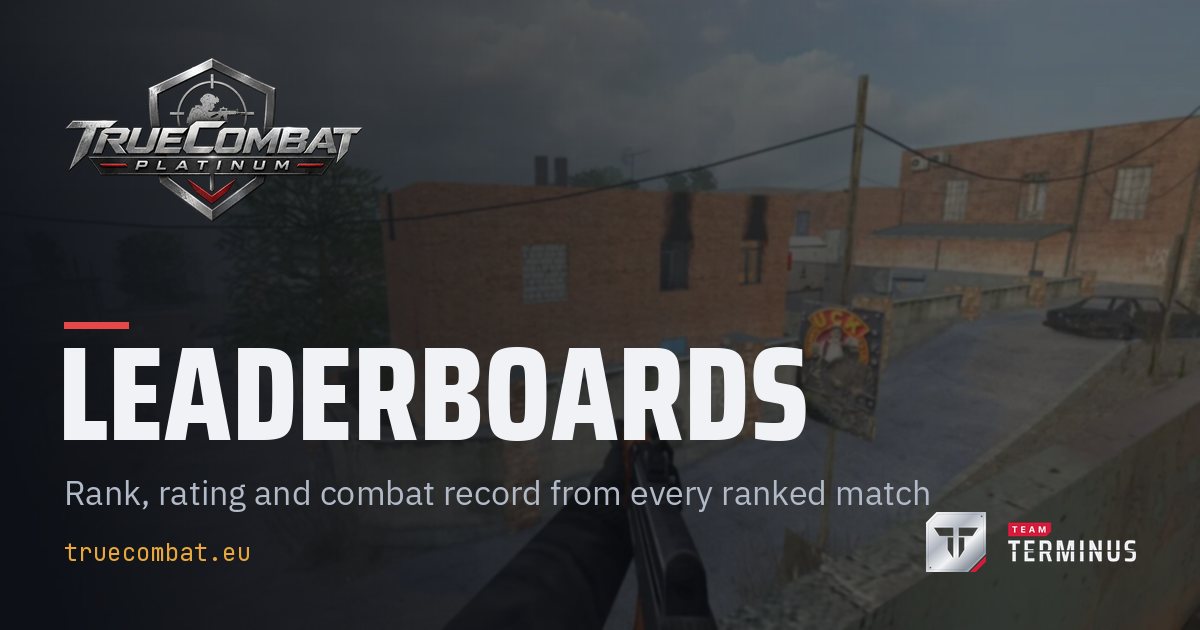 TRUECOMBAT
PLATINUM
LEADERBOARDS
Rank, rating and combat record from every ranked match
truecombat.eu
TEAM
TERMINUS